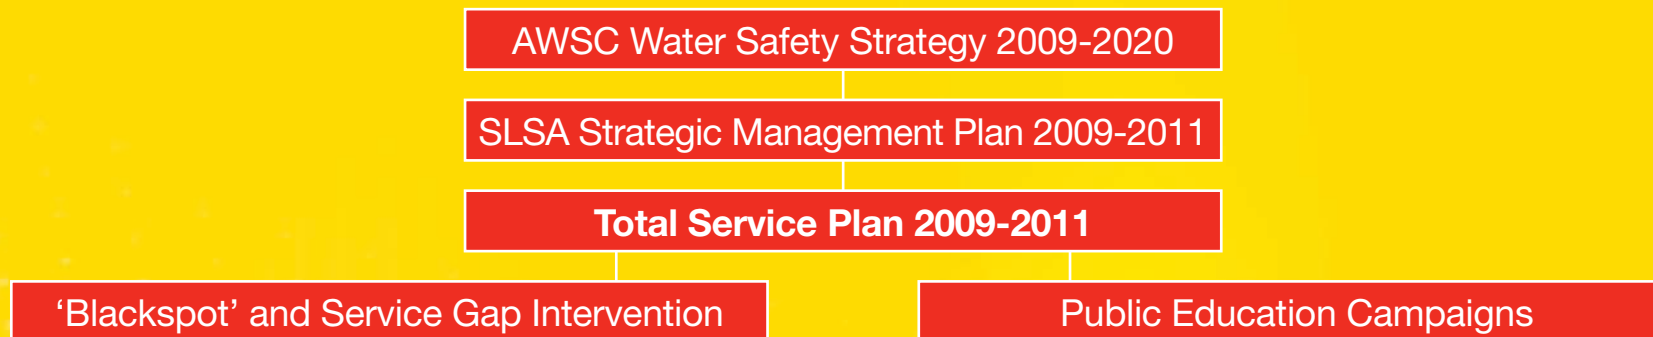 AWSC Water Safety Strategy 2009-2020
SLSA Strategic Management Plan 2009-2011
Total Service Plan 2009-2011
‘Blackspot’ and Service Gap Intervention
Public Education Campaigns